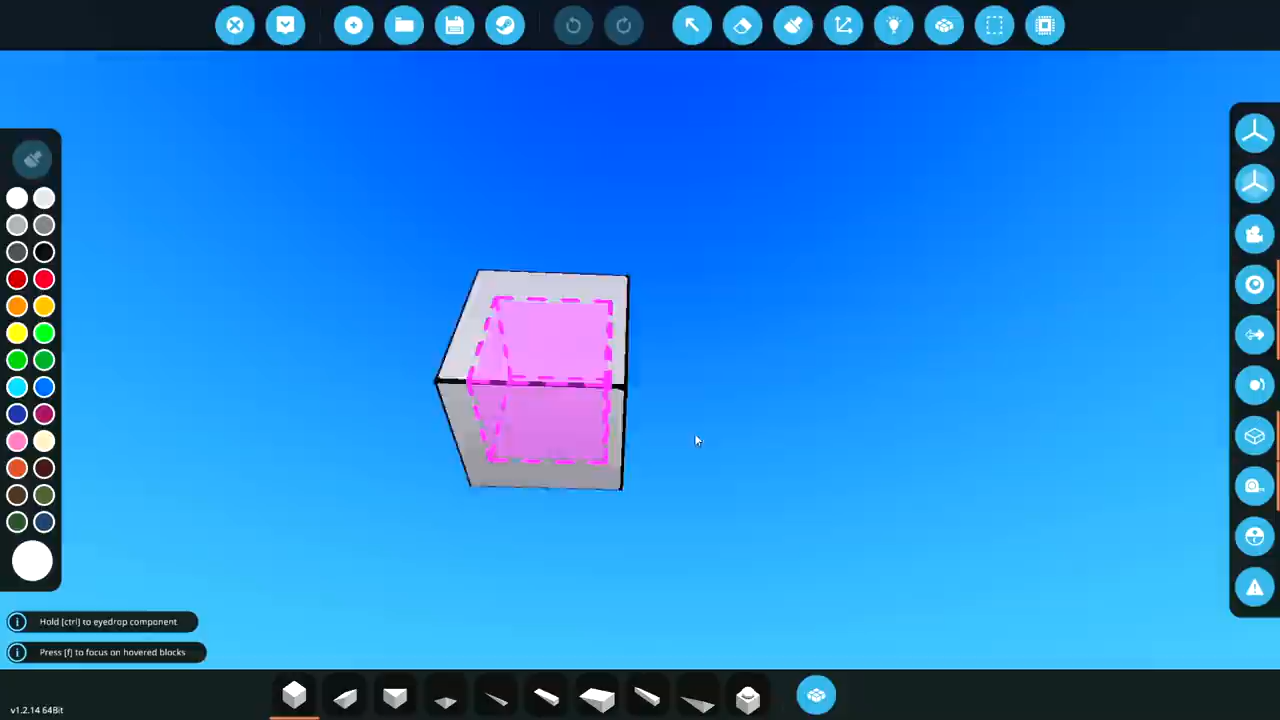 Hold [ctrl] to eyedrop component
Press [f] to focus on hovered blocks
v1.2.14 64Bit